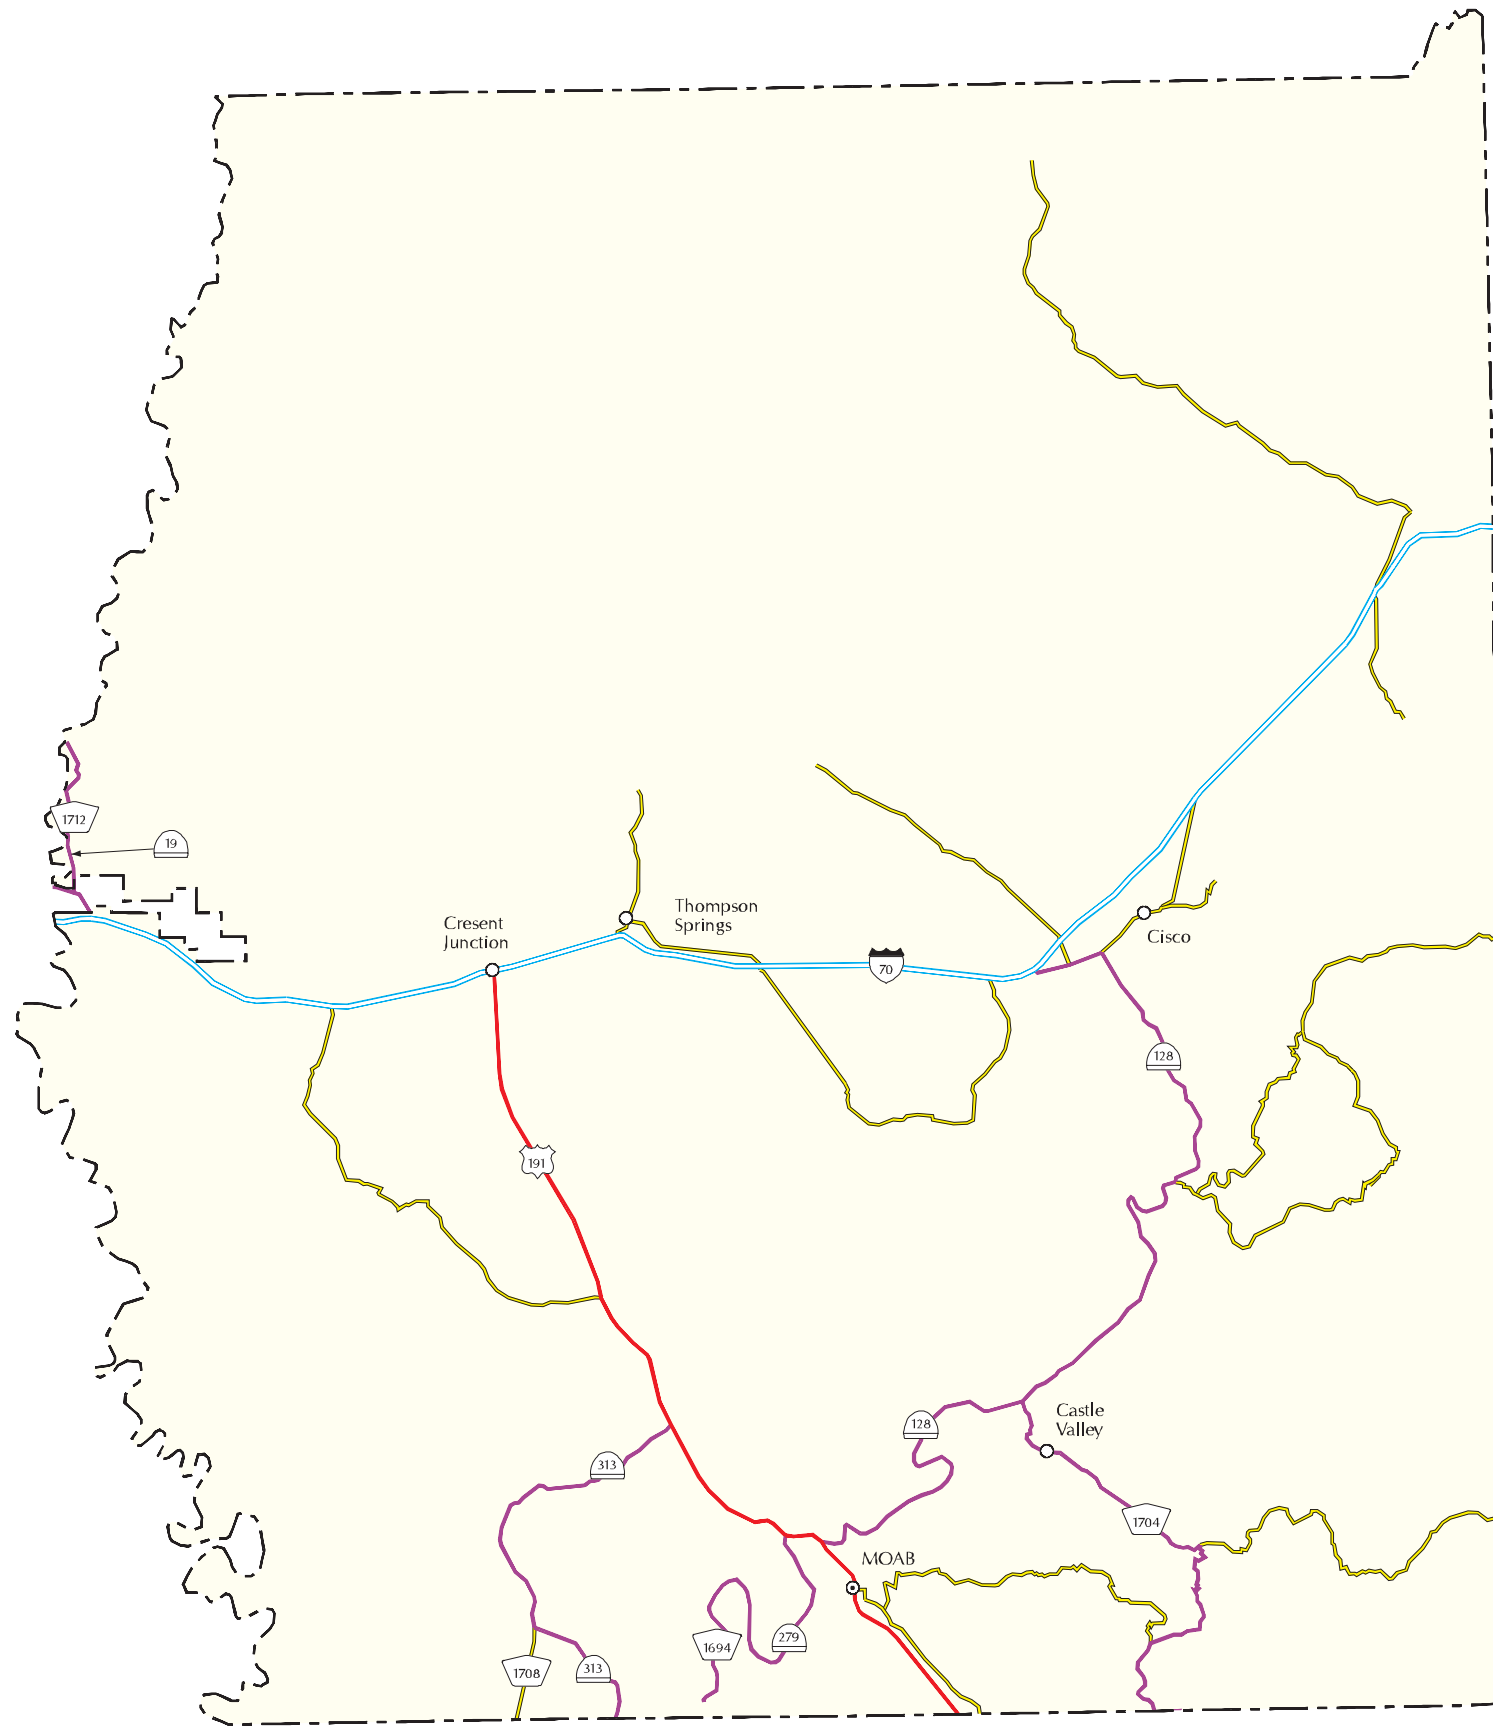 1712
19
Thompson
Springs
Cresent
Junction
Cisco
70
128
191
Castle
Valley
128
313
1704
MOAB
279
1694
313
1708